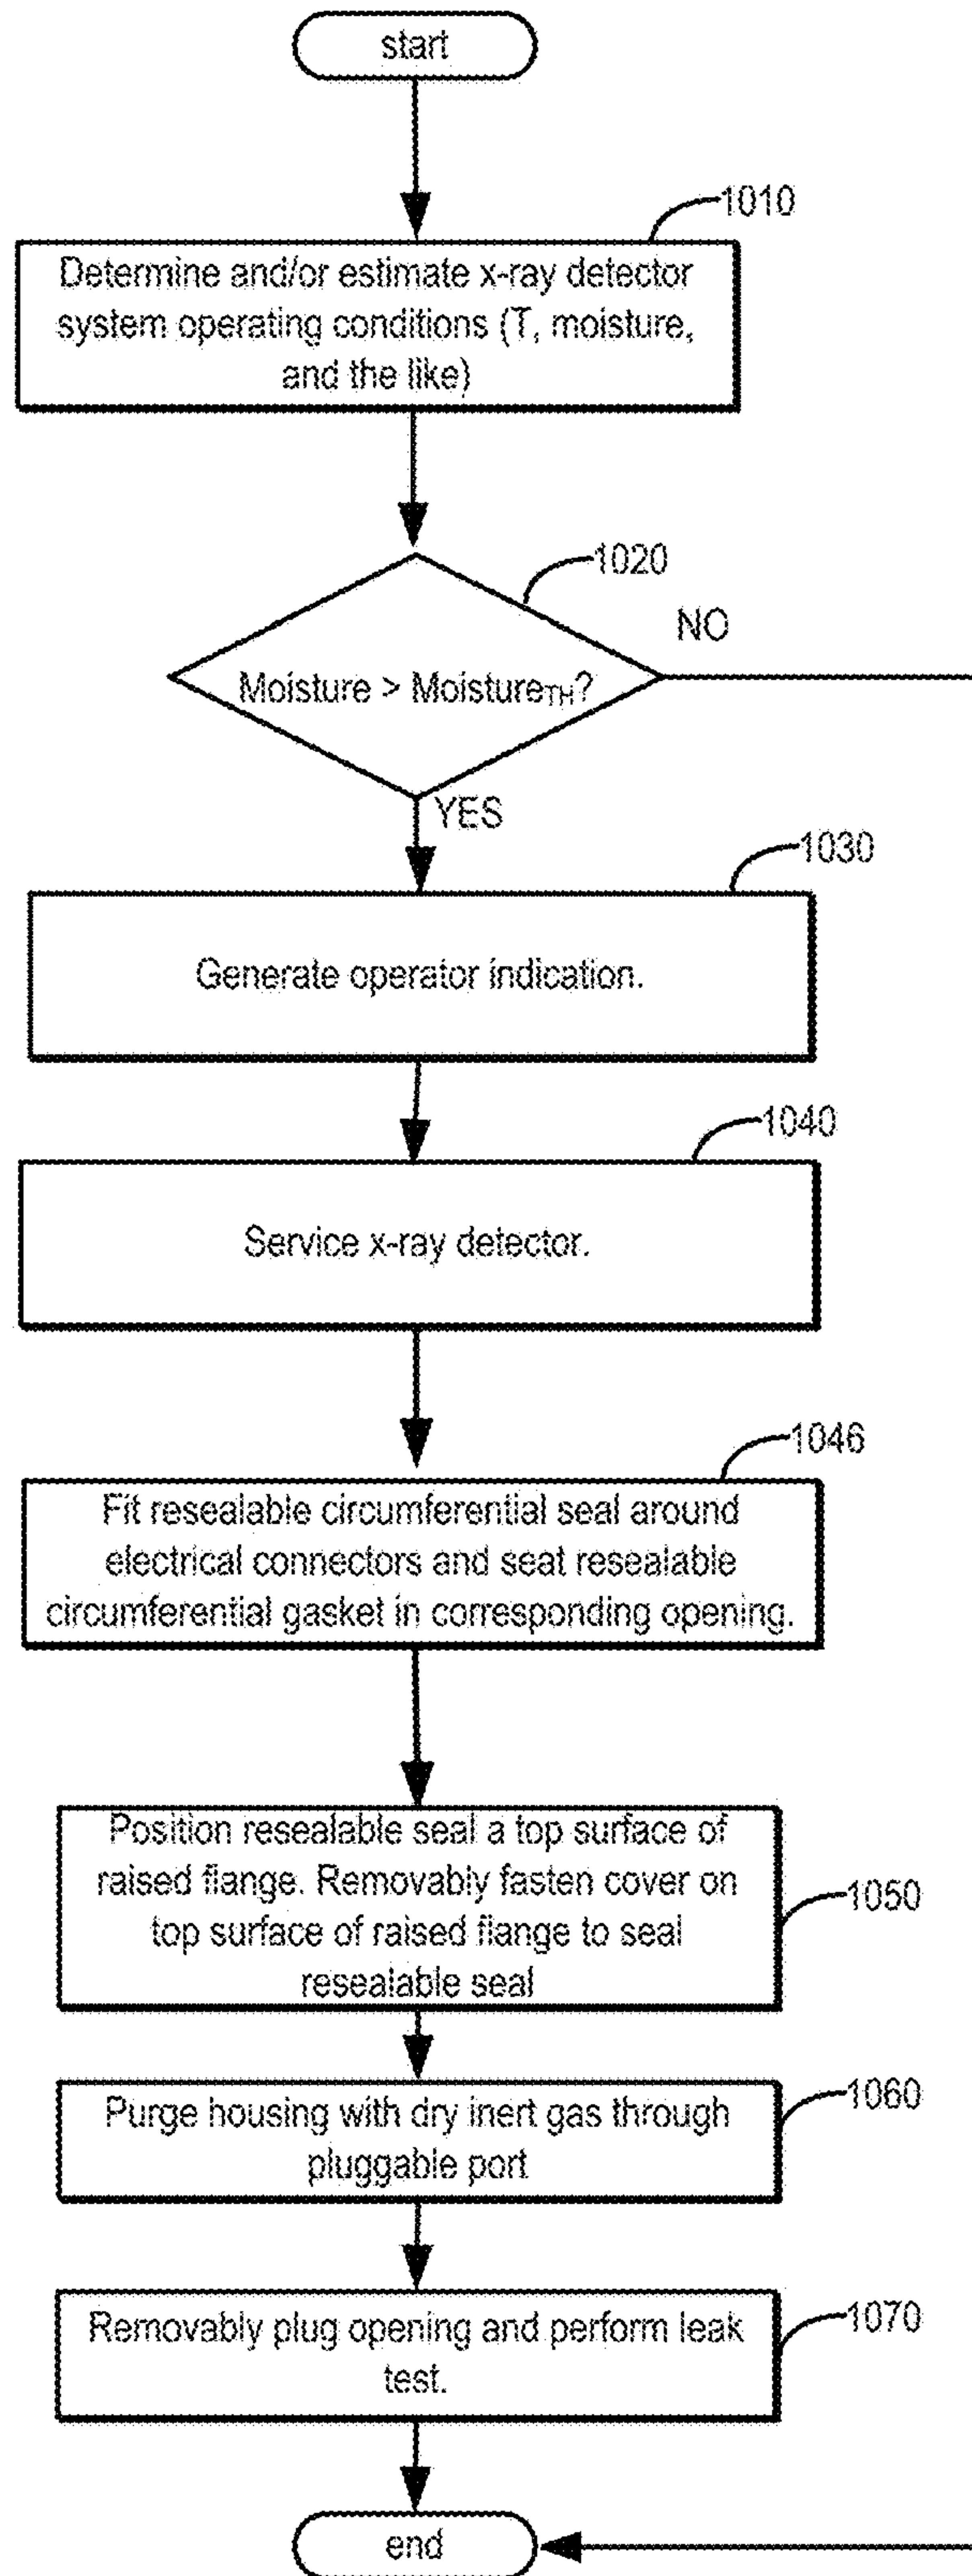 start
1010
Determine and/or estimate x-ray detector
system operating conditions (T, moisture,
and the like)
1020
NO
Moisture > MoistureTH?
YES
1030
Generate operator indication.
1040
Service x-ray detector.
1046
Fit resealable circumferential seal around
electrical connectors and seat resealable
circumferential gasket in corresponding opening.
Position resealable seal a top surface of
raised flange. Removably fasten cover on
1050
top surface of raised flange to seal
resealable seal
1060
Purge housing with dry inert gas through
pluggable port
1070
Removably plug opening and perform leak
test.
end